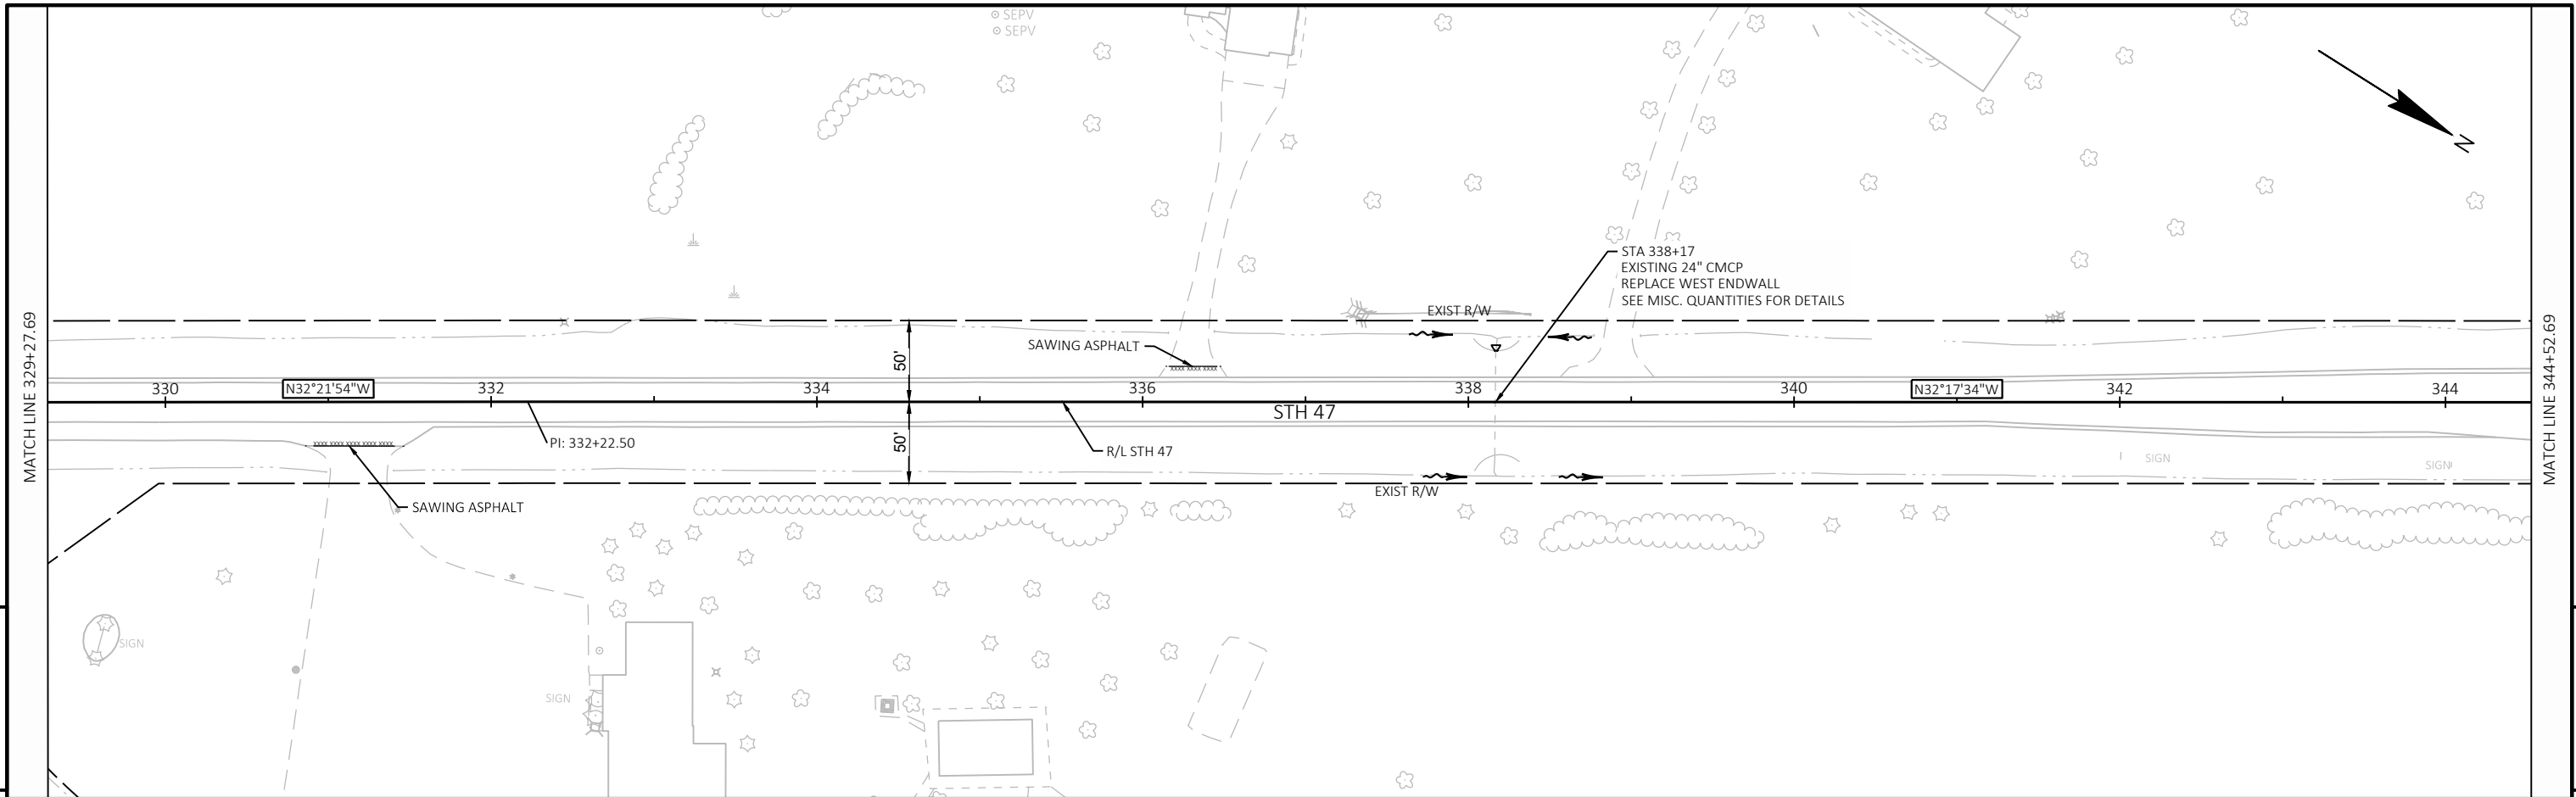 SEPV
SEPV
N
STA 338+17
EXISTING 24" CMCP
REPLACE WEST ENDWALL
SEE MISC. QUANTITIES FOR DETAILS
EXIST R/W
SAWING ASPHALT
50'
MATCH LINE 329+27.69
MATCH LINE 344+52.69
330
N32°21'54"W
332
334
336
338
340
N32°17'34"W
342
344
STH 47
50'
PI: 332+22.50
R/L STH 47
SIGN
SIGN
EXIST R/W
SAWING ASPHALT
SIGN
SIGN